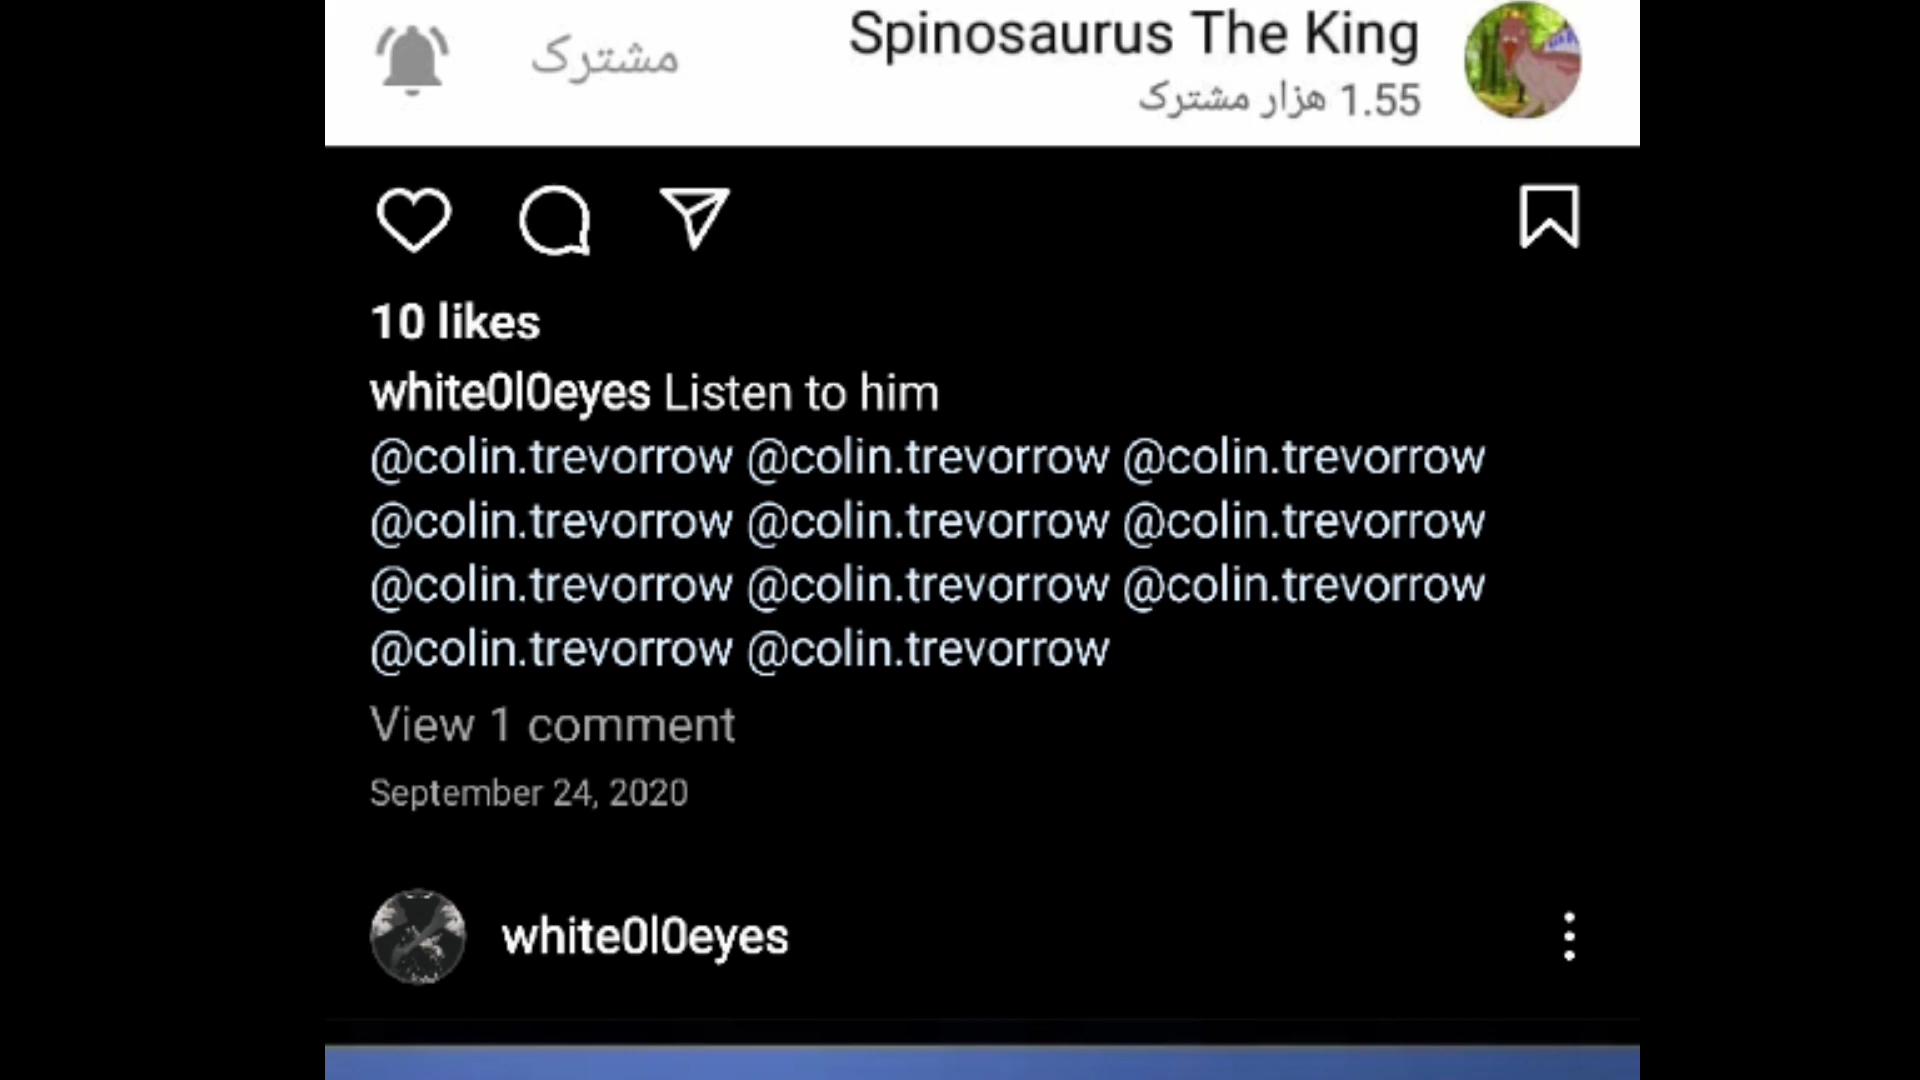 Spinosaurus The King
مشترک
1.55 هزار مشترک
10 likes
white0l0eyes Listen to him
@colin.trevorrow @colin.trevorrow @colin.trevorrow
@colin.trevorrow @colin.trevorrow @colin.trevorrow
@colin.trevorrow @colin.trevorrow @colin.trevorrow
@colin.trevorrow @colin.trevorrow
View 1 comment
September 24, 2020
white0l0eyes